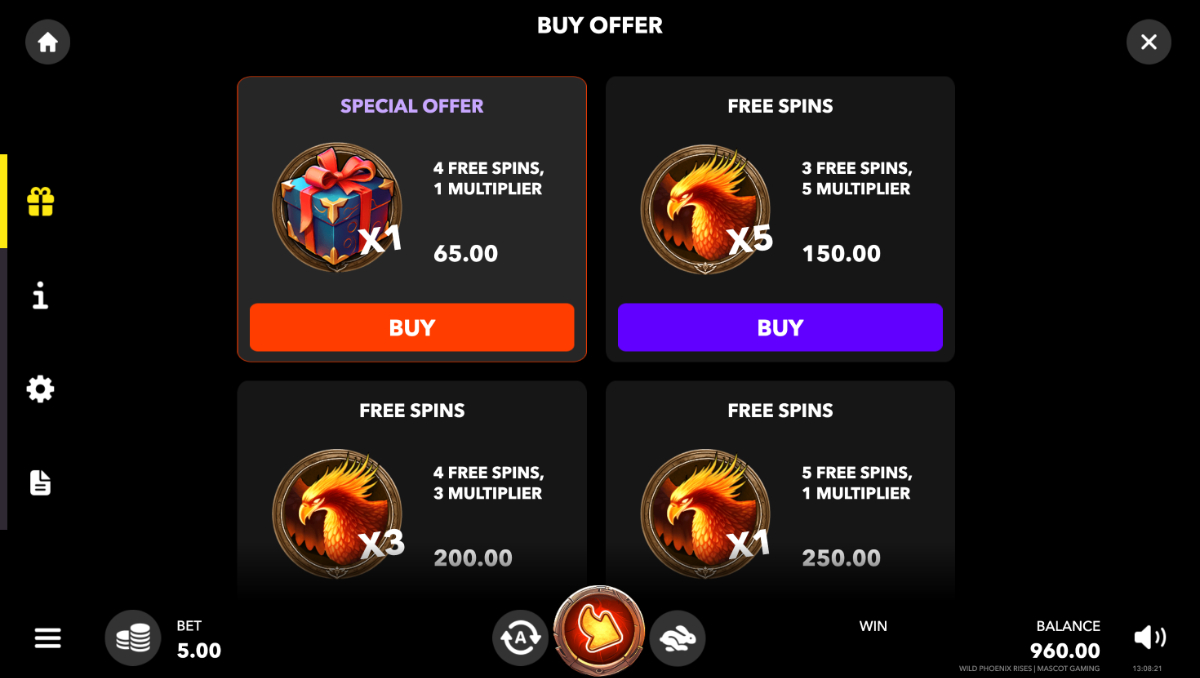 BUY OFFER
SPECIAL OFFER
X1
4 FREE SPINS,
1 MULTIPLIER
65.00
BUY
FREE SPINS
X5
3 FREE SPINS,
5 MULTIPLIER
150.00
BUY
FREE SPINS
X3
4 FREE SPINS,
3 MULTIPLIER
200.00
FREE SPINS
X1
5 FREE SPINS,
1 MULTIPLIER
250.00
BET
5.00
A
WIN
BALANCE
960.00
WILD PHOENIX RISES | MASCOT GAMING
13:08:21